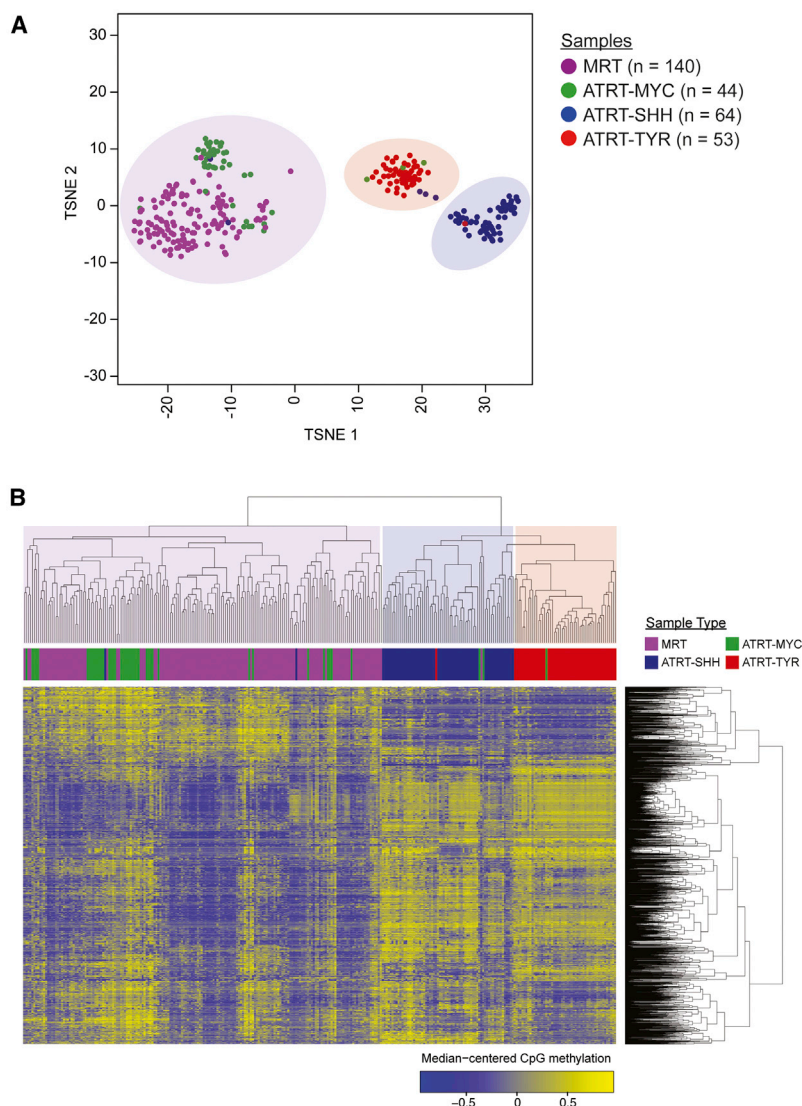 A
30
20
10
0
-10
-20
-30
TSNE 2
-20
-10
0
10
20
30
TSNE 1
Samples
MRT (n = 140)
ATRT-MYC (n = 44)
ATRT-SHH (n = 64)
ATRT-TYR (n = 53)
B
Sample Type
MRT ATRT-MYC
ATRT-SHH ATRT-TYR
Median−centered CpG methylation
−0.5 0 0.5